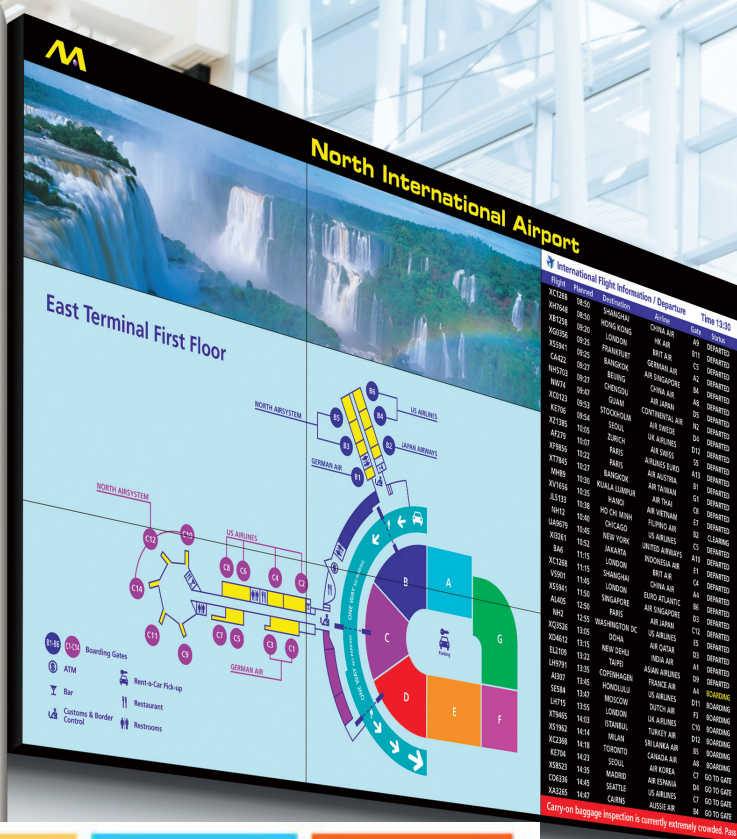 North International Airport
East Terminal First Floor
B6
B5
B4
US AIRLINES
NORTH AIRSYSTEM
B3
B2
JAPAN AIRWAYS
GERMAN AIR
B1
NORTH AIRSYSTEM
C12
C10
US AIRLINES
C8
C6
C4
C2
C14
C11
C9
C7
C5
C3
C1
GERMAN AIR
ONE WAY NO PARKING
ONE WAY NO PARKING
A
B
C
D
E
F
G
Parking
B1-B6 C1-C14 Boarding Gates
ATM
Bar
Customs & Border
Control
Rent-a-Car Pick-up
Restaurant
Restrooms
International Flight Information / Departure Time 13:30
Flight Planned Destination Airline Gate Status
XC1268 08:50 SHANGHAI CHINA AIR A9 DEPARTED
XH7648 08:50 HONG KONG HK AIR B11 DEPARTED
XB1258 09:20 LONDON BRIT AIR C5 DEPARTED
XG0356 09:25 FRANKFURT GERMAN AIR A2 DEPARTED
XS5941 09:25 BANGKOK AIR SINGAPORE B4 DEPARTED
CA422 09:27 BEIJING CHINA AIR A8 DEPARTED
NH5703 09:27 CHENGDU AIR JAPAN D5 DEPARTED
NW74 09:47 GUAM CONTINENTAL AIR N2 DEPARTED
XC0123 09:52 STOCKHOLM AIR SWEDE D4 DEPARTED
KE706 09:54 SEOUL UK AIRLINES D12 DEPARTED
XZ1385 10:05 ZURICH AIR SWISS S5 DEPARTED
AF279 10:07 PARIS AIRLINES EURO A13 DEPARTED
XF9856 10:22 PARIS AIR AUSTRIA B1 DEPARTED
XT7845 10:27 BANGKOK AIR TAIWAN G1 DEPARTED
MH89 10:30 KUALA LUMPUR AIR THAI C8 DEPARTED
XV1656 10:35 HANOI AIR VIETNAM E7 DEPARTED
JL5133 10:38 HO CHI MINH FILIPINO AIR B2 CLEARING
NH12 10:40 CHICAGO US AIRLINES C5 DEPARTED
UA9679 10:45 NEW YORK UNITED AIRWAYS A10 DEPARTED
XI3261 10:52 JAKARTA INDONESIA AIR E1 DEPARTED
BA6 11:15 LONDON BRIT AIR C4 DEPARTED
XC1268 11:15 SHANGHAI CHINA AIR A4 DEPARTED
VS901 11:45 LONDON EURO ATLANTIC B6 DEPARTED
XS5941 11:50 SINGAPORE AIR SINGAPORE D3 DEPARTED
AL405 12:50 PARIS AIR JAPAN C12 DEPARTED
NH2 12:55 WASHINGTON DC US AIRLINES E5 DEPARTED
XQ3526 13:05 DOHA AIR QATAR D3 DEPARTED
XD4612 13:15 NEW DEHLI INDIA AIR A1 DEPARTED
EL2109 13:22 TAIPEI ASIAN AIRLINES D9 DEPARTED
LH9791 13:35 COPENHAGEN FRANCE AIR A4 BOARDING
AI307 13:45 HONOLULU US AIRLINES D11 BOARDING
SE584 13:47 MOSCOW DUTCH AIR F3 BOARDING
LH715 13:55 LONDON UK AIRLINES C10 BOARDING
XT9465 14:03 ISTANBUL TURKEY AIR D12 BOARDING
XS1962 14:14 MILAN SRI LANKA AIR B5 BOARDING
XC2368 14:18 TORONTO CANADA AIR A8 BOARDING
KE704 14:23 SEOUL AIR KOREA C7 GO TO GATE
XS8523 14:35 MADRID AIR ESPANIA D4 GO TO GATE
CO6336 14:45 SEATTLE US AIRLINES C7 GO TO GATE
XA3265 14:47 CAIRNS AUSSIE AIR B4 GO TO GATE
Carry-on baggage inspection is currently extremely crowded. Pass